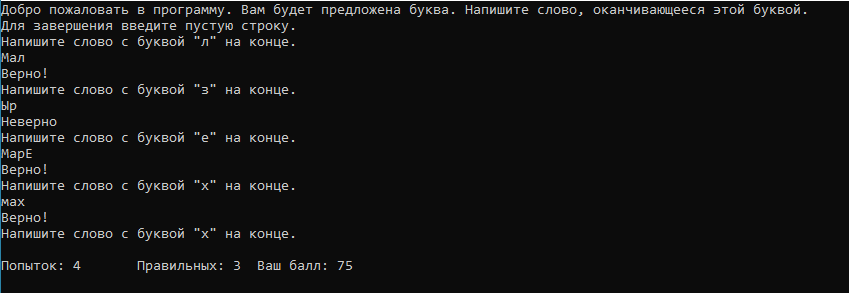 Добро пожаловать в программу. Вам будет предложена буква. Напишите слово, оканчивающееся этой буквой.
Для завершения введите пустую строку.
Напишите слово с буквой "л" на конце.
Мал
Верно!
Напишите слово с буквой "з" на конце.
Ыр
Неверно
Напишите слово с буквой "е" на конце.
МарЕ
Верно!
Напишите слово с буквой "х" на конце.
мах
Верно!
Напишите слово с буквой "х" на конце.
Попыток: 4 Правильных: 3 Ваш балл: 75